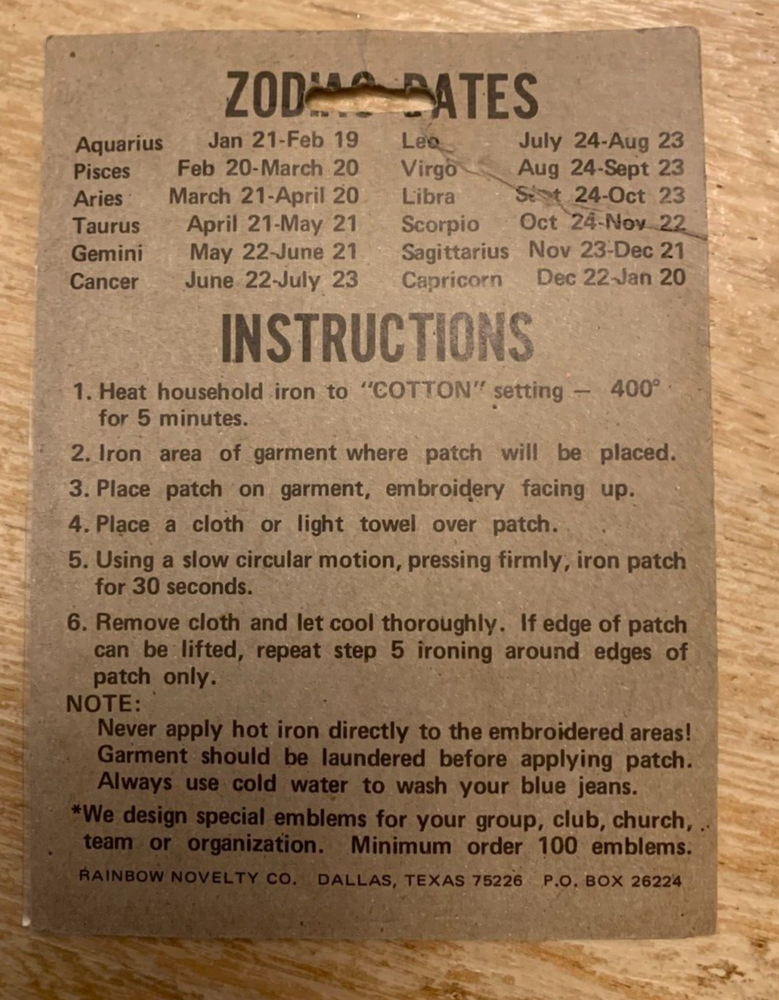 ZODIAC DATES
Aquarius Jan 21-Feb 19 Leo July 24-Aug 23
Pisces Feb 20-March 20 Virgo Aug 24-Sept 23
Aries March 21-April 20 Libra Sept 24-Oct 23
Taurus April 21-May 21 Scorpio Oct 24-Nov 22
Gemini May 22-June 21 Sagittarius Nov 23-Dec 21
Cancer June 22-July 23 Capricorn Dec 22-Jan 20
INSTRUCTIONS
1. Heat household iron to "COTTON" setting — 400°
for 5 minutes.
2. Iron area of garment where patch will be placed.
3. Place patch on garment, embroidery facing up.
4. Place a cloth or light towel over patch.
5. Using a slow circular motion, pressing firmly, iron patch
for 30 seconds.
6. Remove cloth and let cool thoroughly. If edge of patch
can be lifted, repeat step 5 ironing around edges of
patch only.
NOTE:
Never apply hot iron directly to the embroidered areas!
Garment should be laundered before applying patch.
Always use cold water to wash your blue jeans.
*We design special emblems for your group, club, church,
team or organization. Minimum order 100 emblems.
RAINBOW NOVELTY CO. DALLAS, TEXAS 75226 P.O. BOX 26224